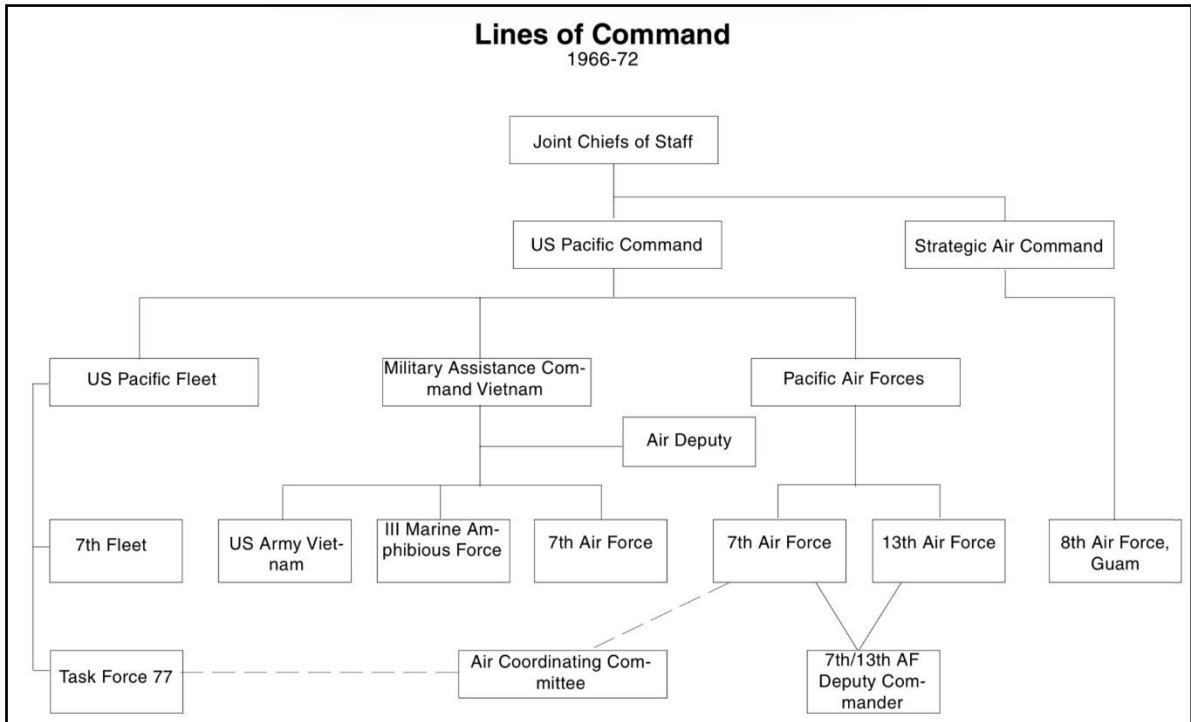 Lines of Command
1966-72
Joint Chiefs of Staff
US Pacific Command
Strategic Air Command
US Pacific Fleet
Military Assistance Com-
mand Vietnam
Pacific Air Forces
Air Deputy
7th Fleet
US Army Viet-
nam
III Marine Am-
phibious Force
7th Air Force
7th Air Force
13th Air Force
8th Air Force,
Guam
Task Force 77
Air Coordinating Com-
mittee
7th/13th AF
Deputy Com-
mander